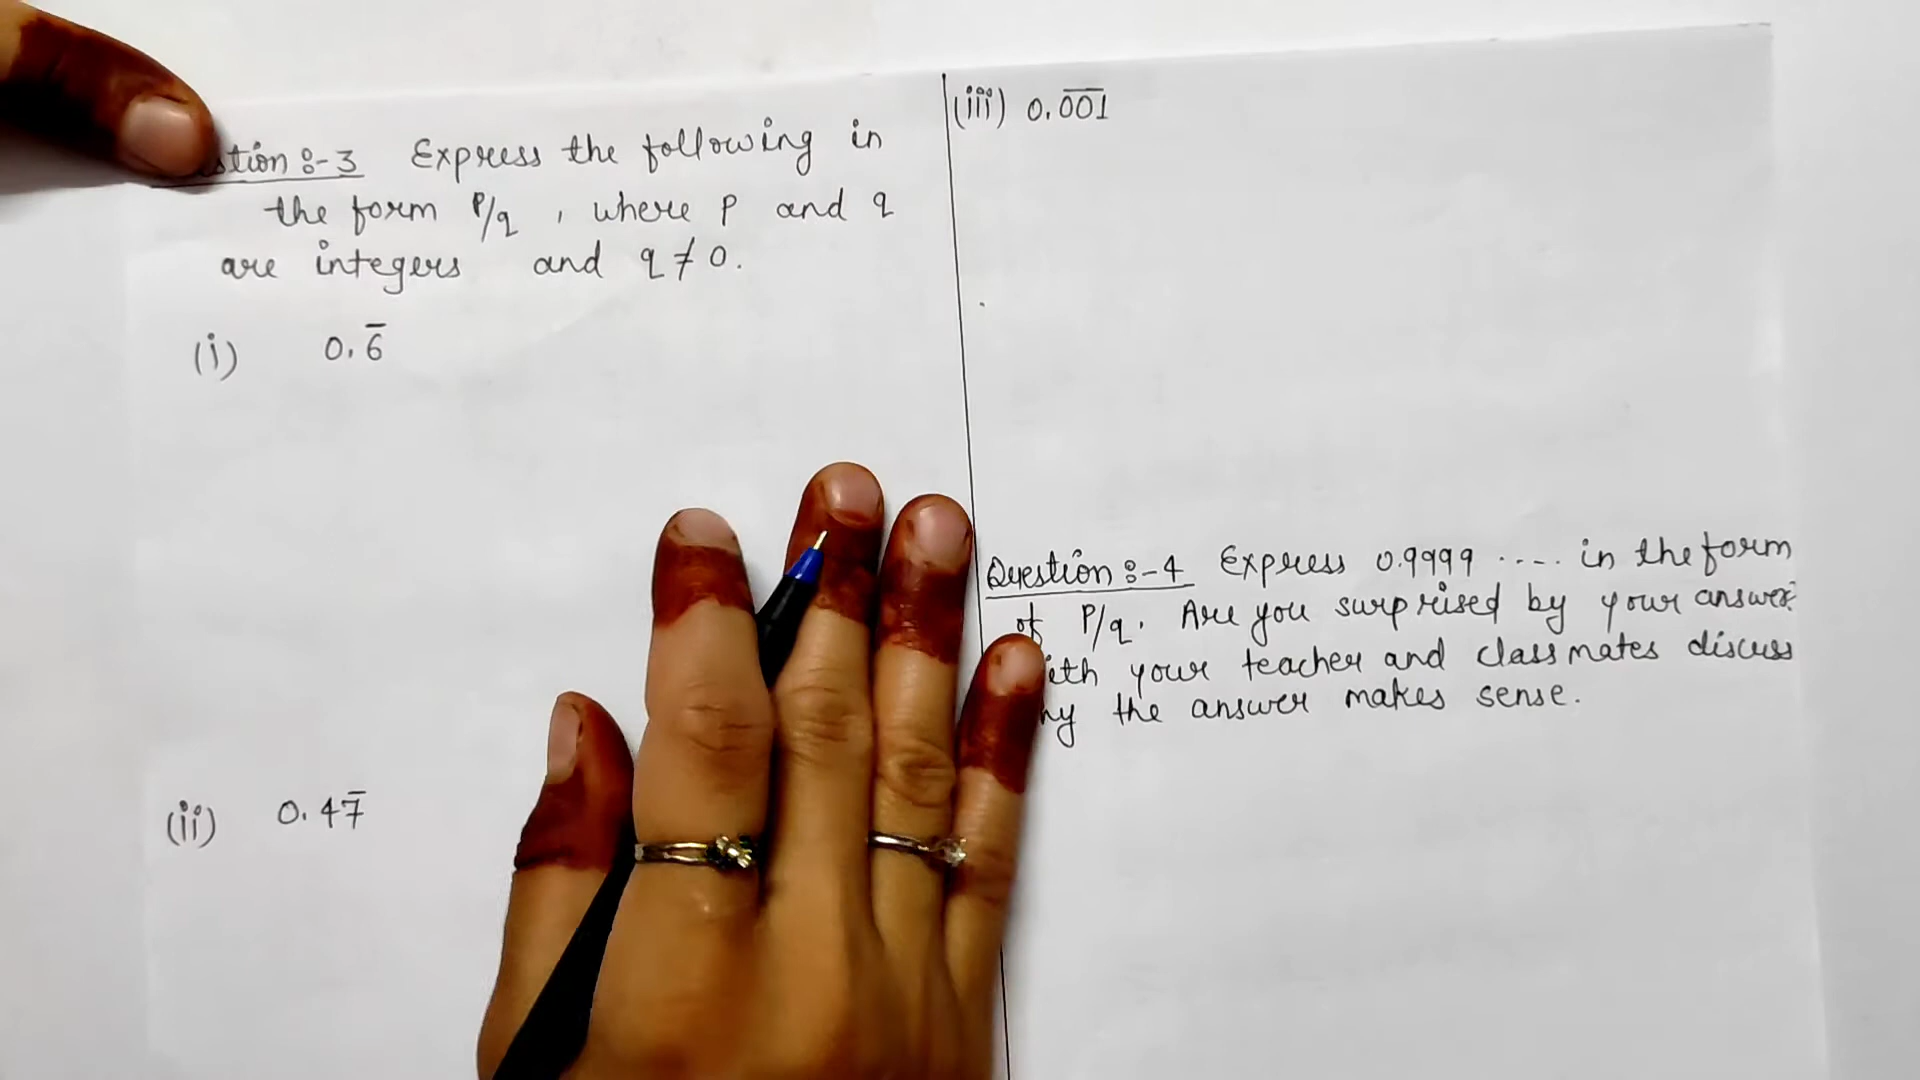 stion :- 3 Express the following in
the form P/q , where p and q
are integers and q ≠ 0.
(i) 0.6̅
(ii) 0.47̅
(iii) 0.0̅0̅1̅
Question :- 4 Express 0.9999 ..... in the form
of P/q. Are you surprised by your answer?
ith your teacher and classmates discuss
hy the answer makes sense.